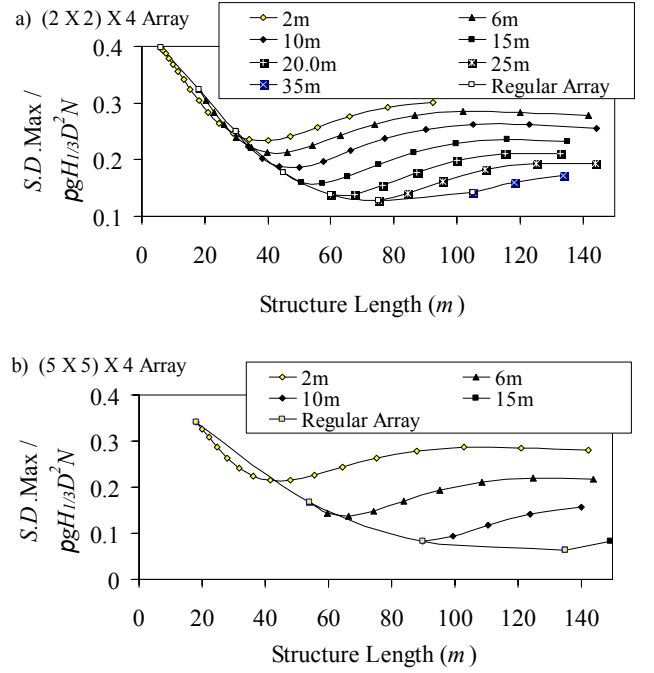 a) (2 X 2) X 4 Array
2m
6m
10m
15m
20.0m
25m
35m
Regular Array
0.4
0.3
0.2
0.1
S.D .Max /
pgH1/3D²N
0 20 40 60 80 100 120 140
Structure Length (m)
b) (5 X 5) X 4 Array
2m
6m
10m
15m
Regular Array
0.4
0.3
0.2
0.1
0
S.D .Max /
pgH1/3D²N
0 20 40 60 80 100 120 140
Structure Length (m)